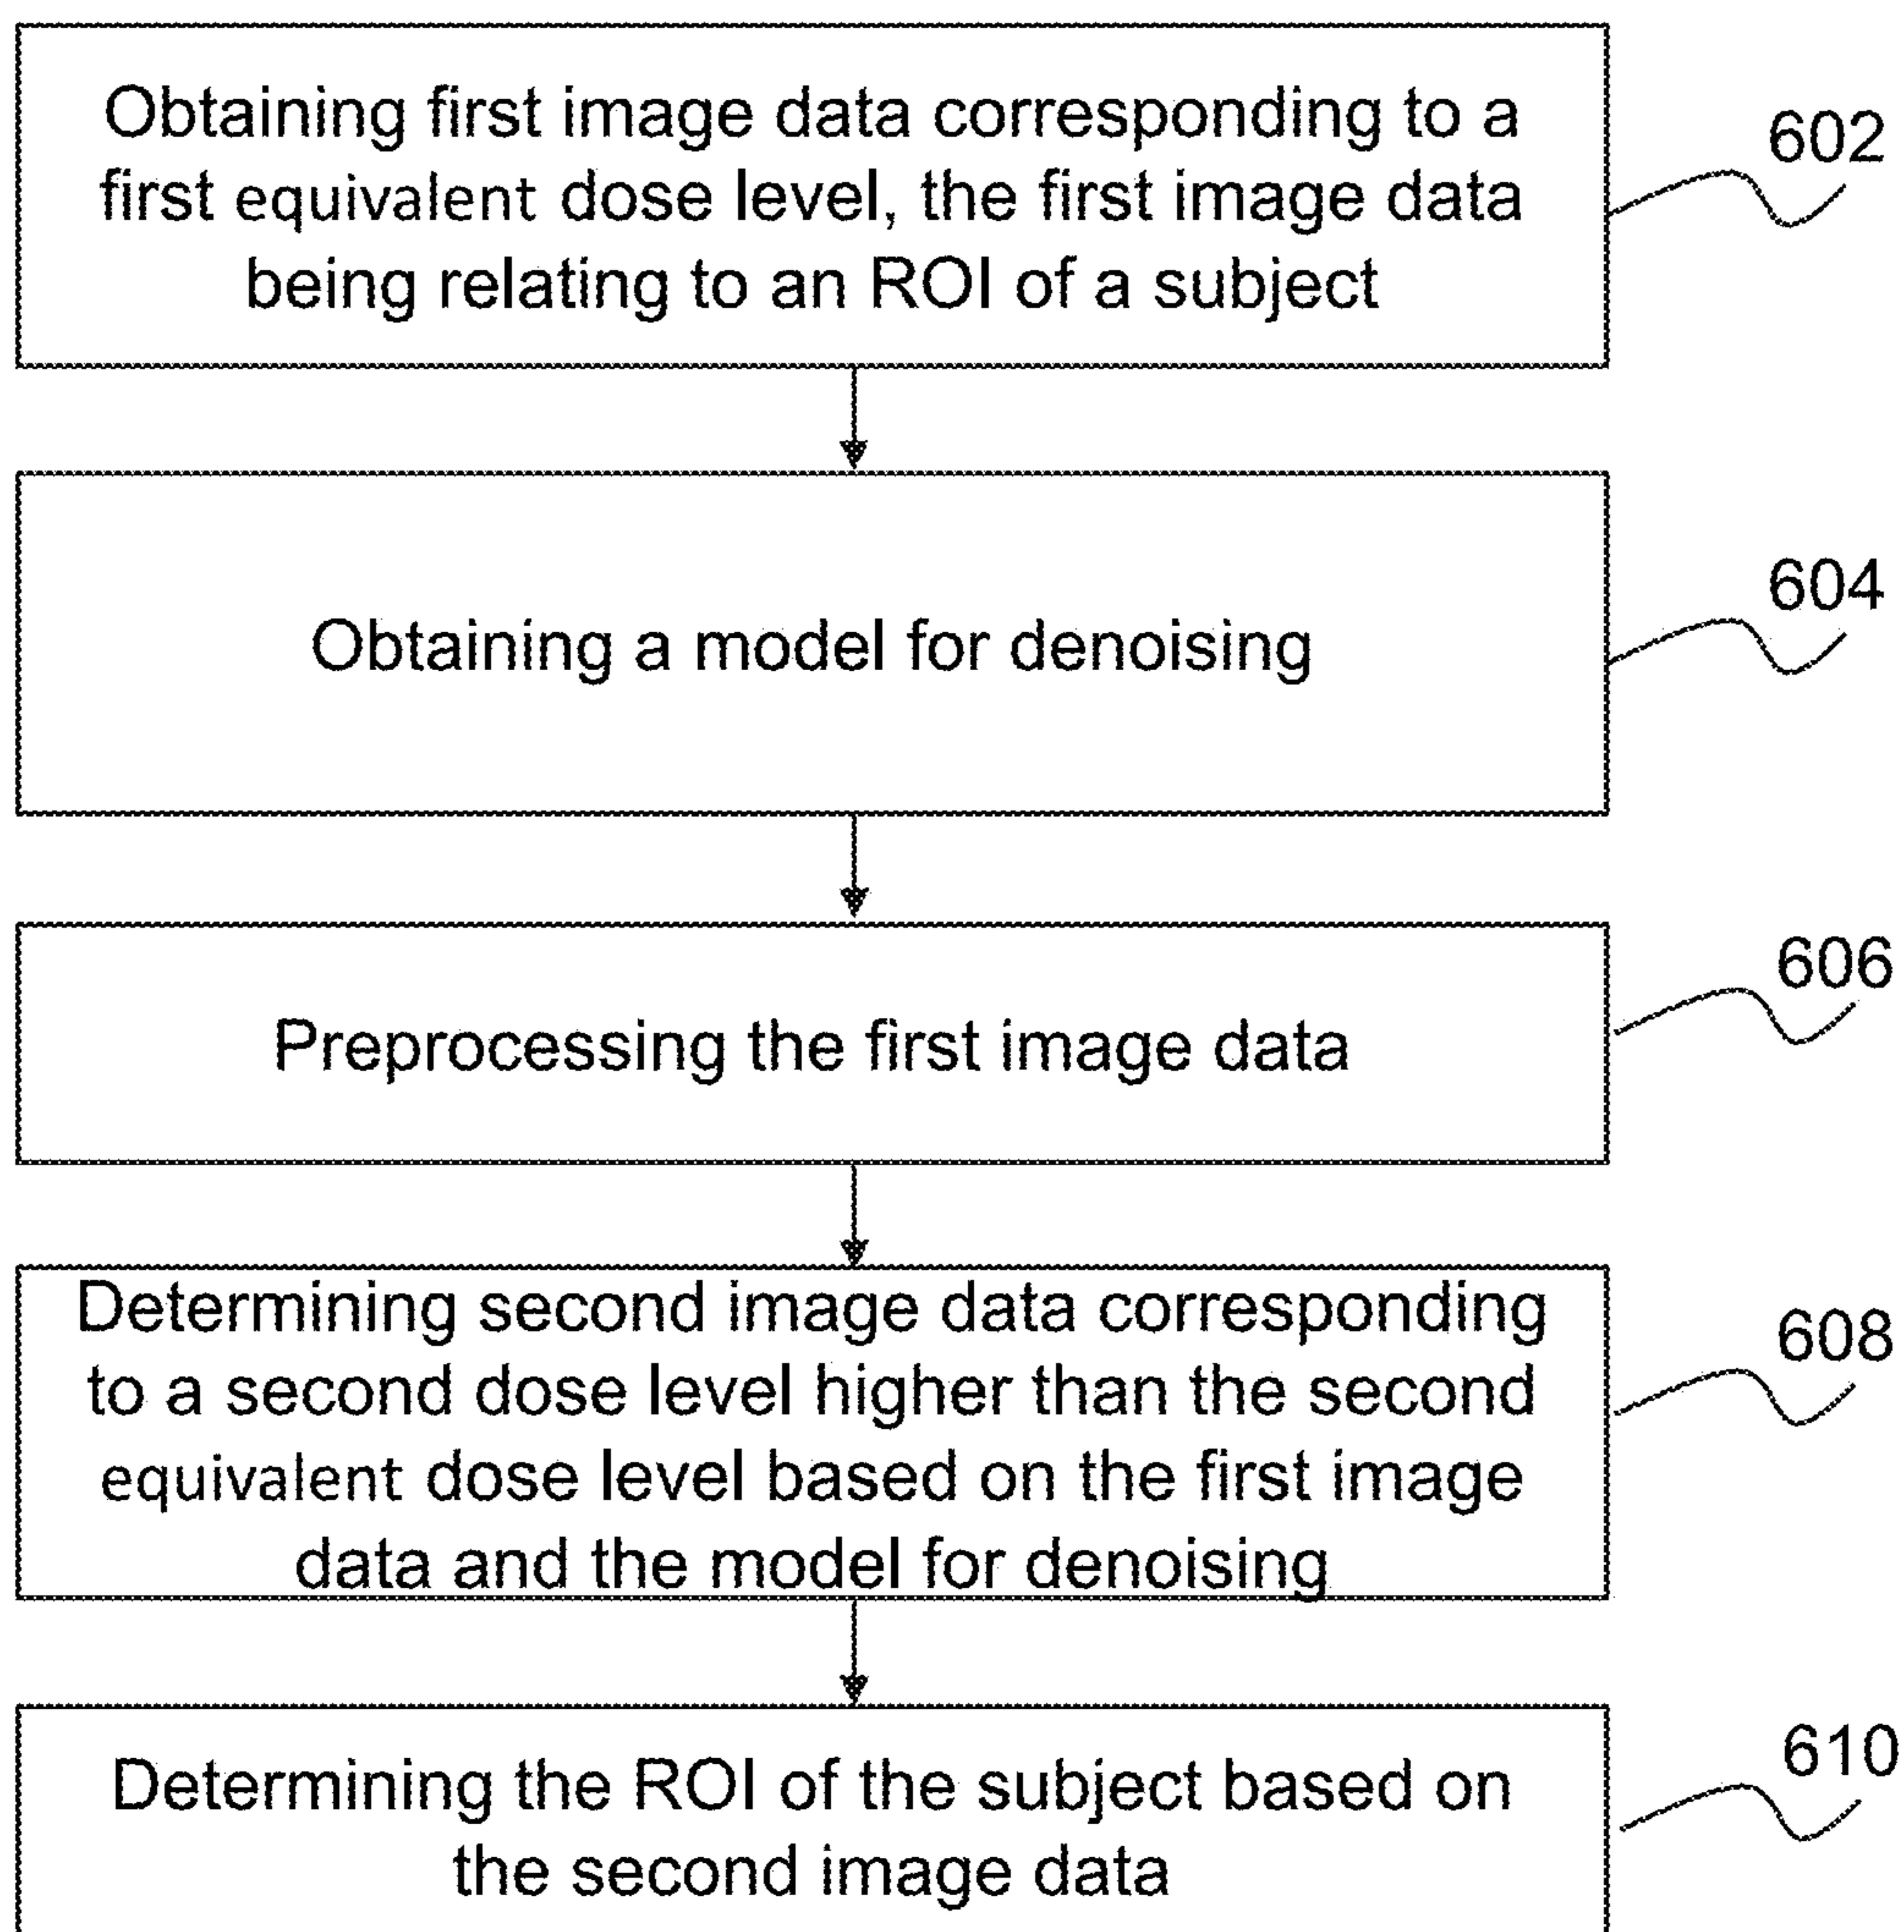 Obtaining first image data corresponding to a
first equivalent dose level, the first image data
being relating to an ROI of a subject
602
Obtaining a model for denoising
604
Preprocessing the first image data
606
Determining second image data corresponding
to a second dose level higher than the second
equivalent dose level based on the first image
data and the model for denoising
608
Determining the ROI of the subject based on
the second image data
610